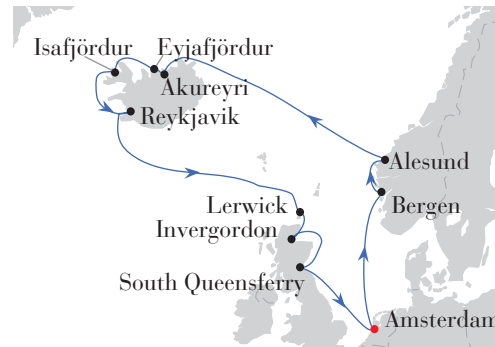 Eyjafjördur
Isafjördur
Akureyri
Reykjavik
Alesund
Lerwick
Bergen
Invergordon
South Queensferry
Amsterdam